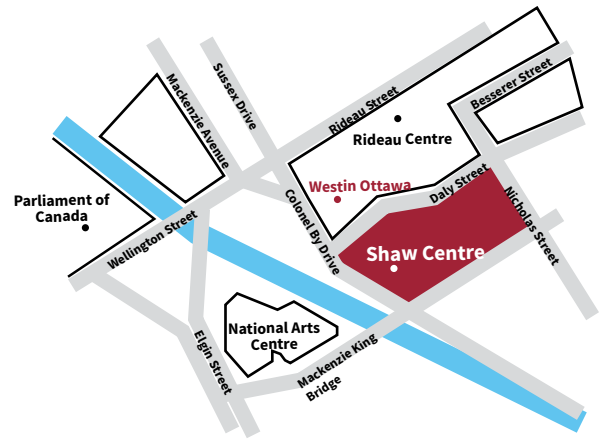 Mackenzie Avenue
Sussex Drive
Rideau Street
Besserer Street
Rideau Centre
Westin Ottawa
Daly Street
Parliament of
Canada
Wellington Street
Colonel By Drive
Nicholas Street
Shaw Centre
National Arts
Centre
Elgin Street
Mackenzie King
Bridge